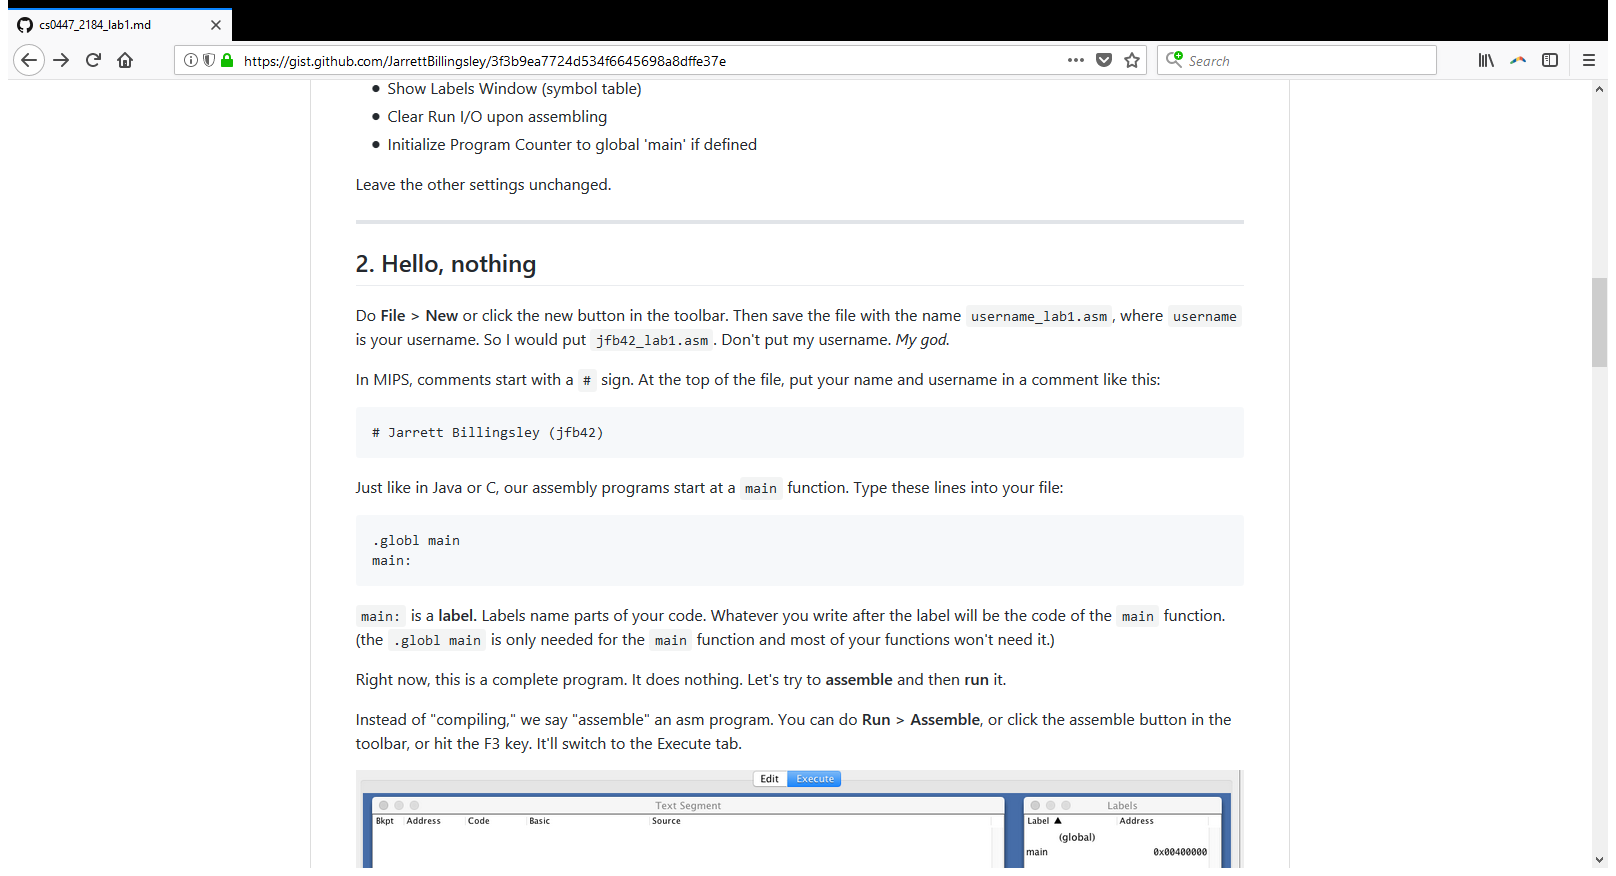 cs0447_2184_lab1.md
https://gist.github.com/JarrettBillingsley/3f3b9ea7724d534f6645698a8dffe37e
Search
Show Labels Window (symbol table)
Clear Run I/O upon assembling
Initialize Program Counter to global 'main' if defined
Leave the other settings unchanged.
2. Hello, nothing
Do File > New or click the new button in the toolbar. Then save the file with the name username_lab1.asm, where username
is your username. So I would put jfb42_lab1.asm. Don't put my username. My god.
In MIPS, comments start with a # sign. At the top of the file, put your name and username in a comment like this:
# Jarrett Billingsley (jfb42)
Just like in Java or C, our assembly programs start at a main function. Type these lines into your file:
.globl main
main:
main: is a label. Labels name parts of your code. Whatever you write after the label will be the code of the main function.
(the .globl main is only needed for the main function and most of your functions won't need it.)
Right now, this is a complete program. It does nothing. Let's try to assemble and then run it.
Instead of "compiling," we say "assemble" an asm program. You can do Run > Assemble, or click the assemble button in the
toolbar, or hit the F3 key. It'll switch to the Execute tab.
Edit Execute
Text Segment Labels
Bkpt Address Code Basic Source Label ▲ Address
(global)
main 0x00400000